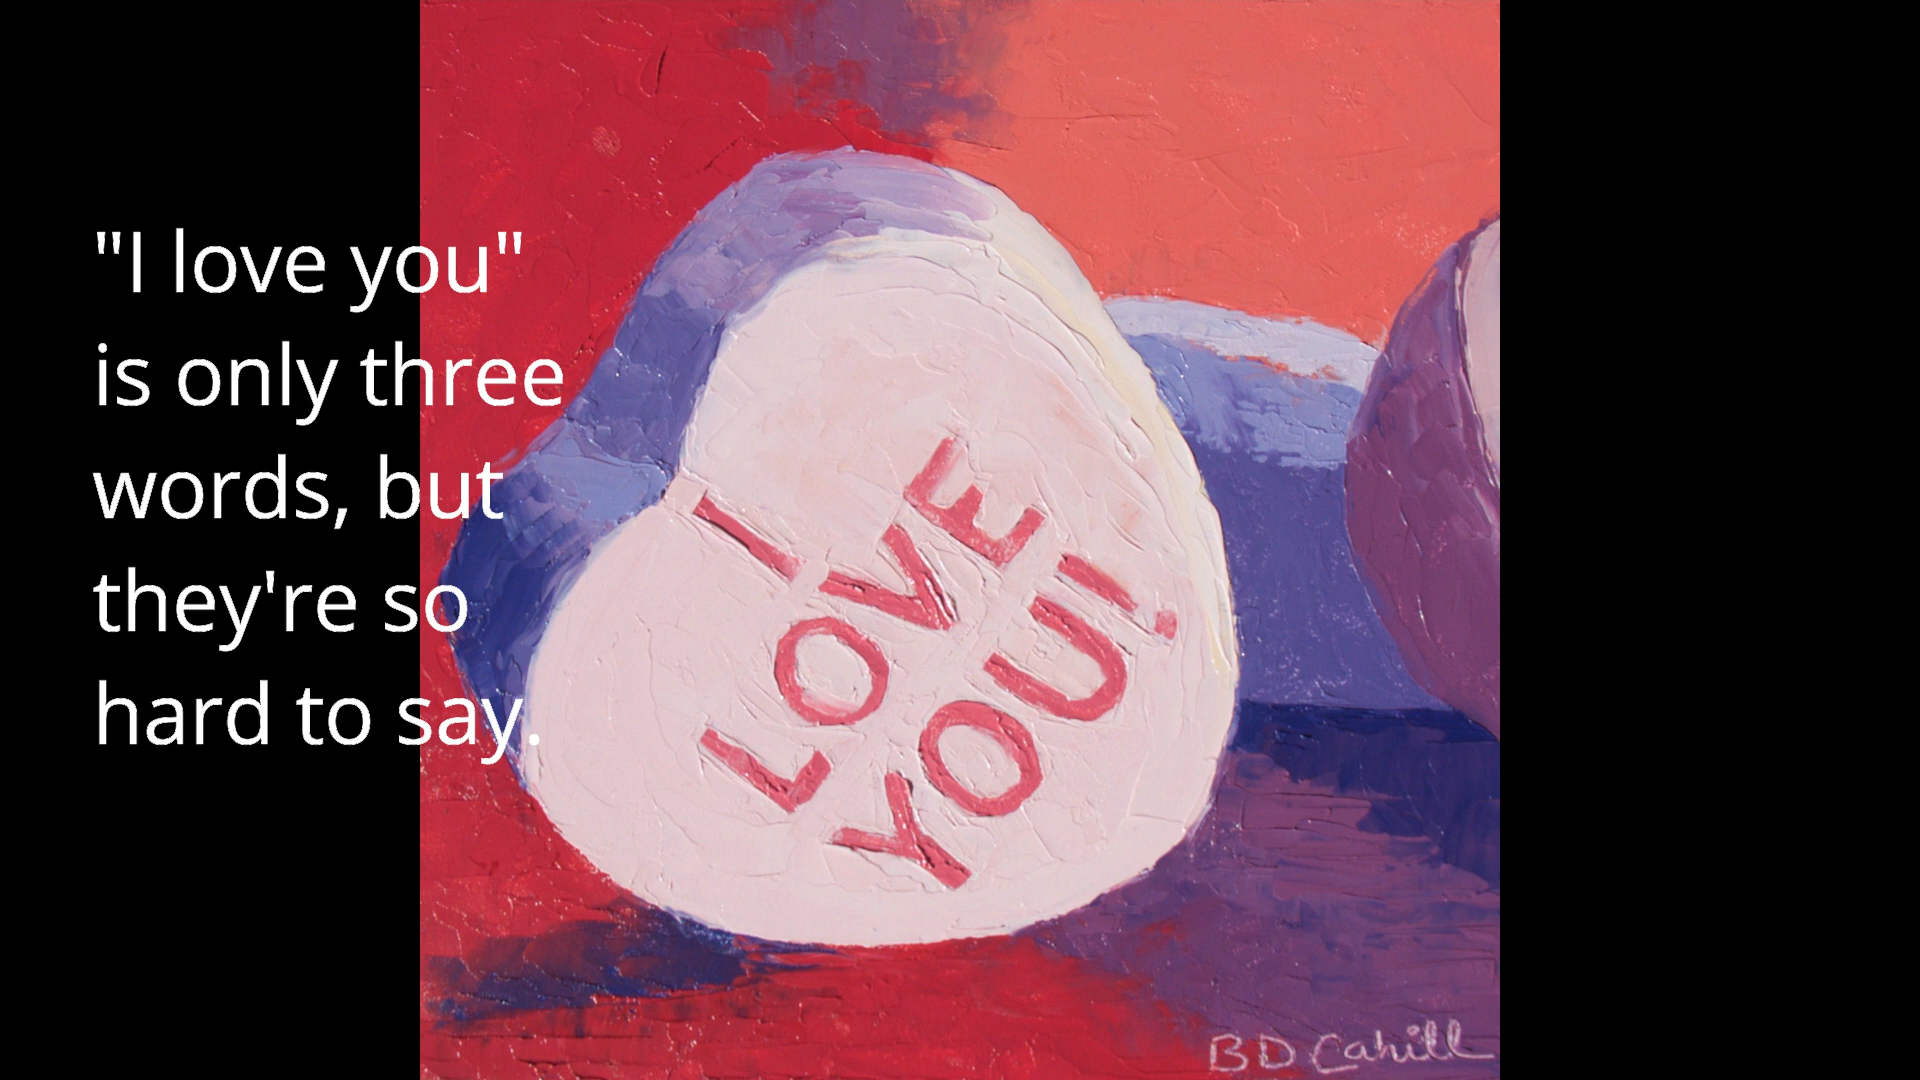 "I love you"
is only three
words, but
they're so
hard to say.
I
LOVE
YOU!
BD Cahill